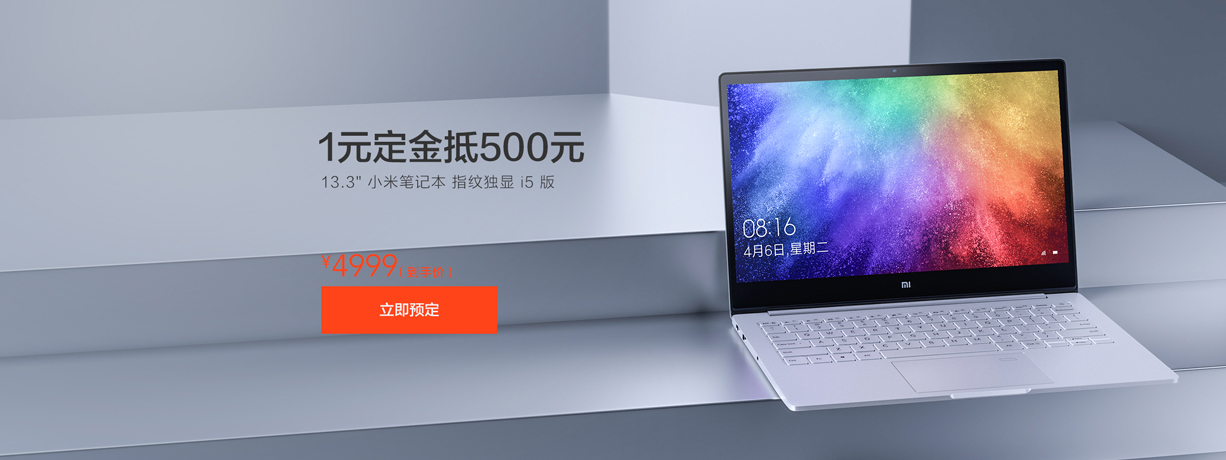 1元定金抵500元
13.3" 小米笔记本 指纹独显 i5 版
¥4999
立即预定
08:16
4月6日,星期二
mi